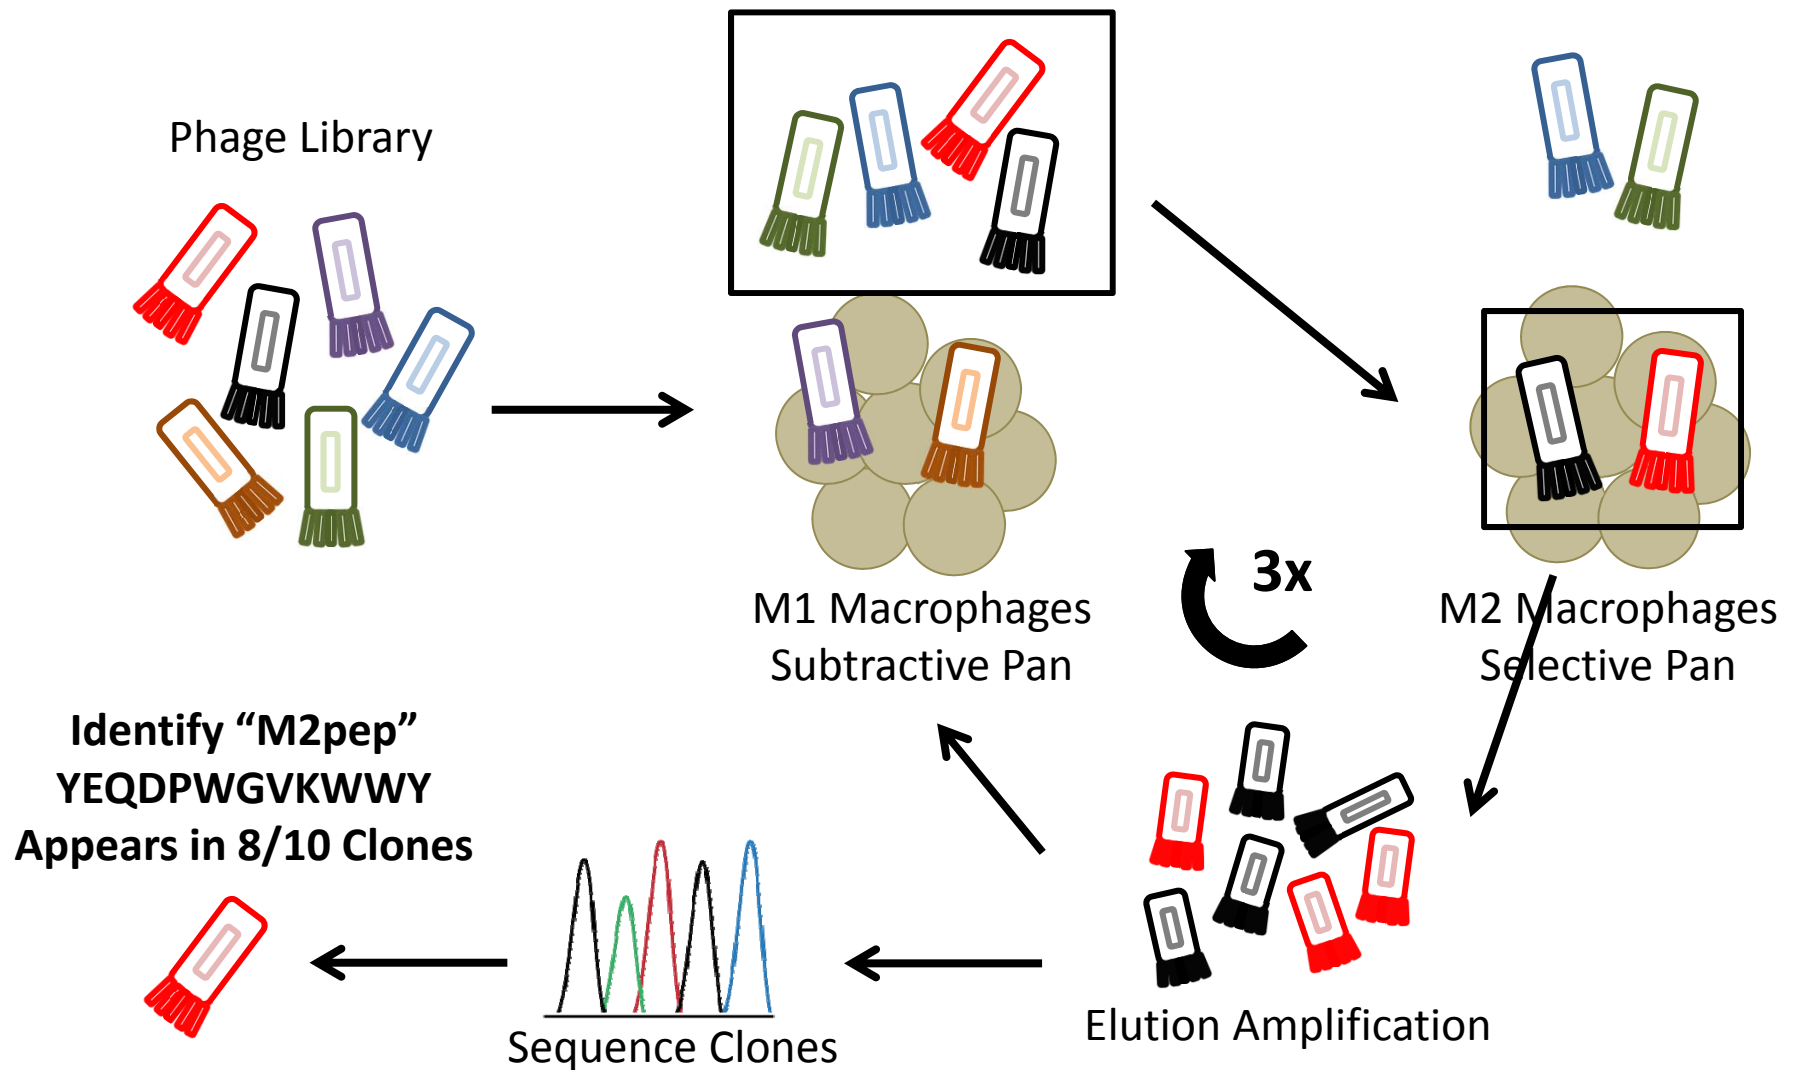 Phage Library
M1 Macrophages
Subtractive Pan
3x
M2 Macrophages
Selective Pan
Identify “M2pep”
YEQDPWGVKWWY
Appears in 8/10 Clones
Sequence Clones
Elution Amplification